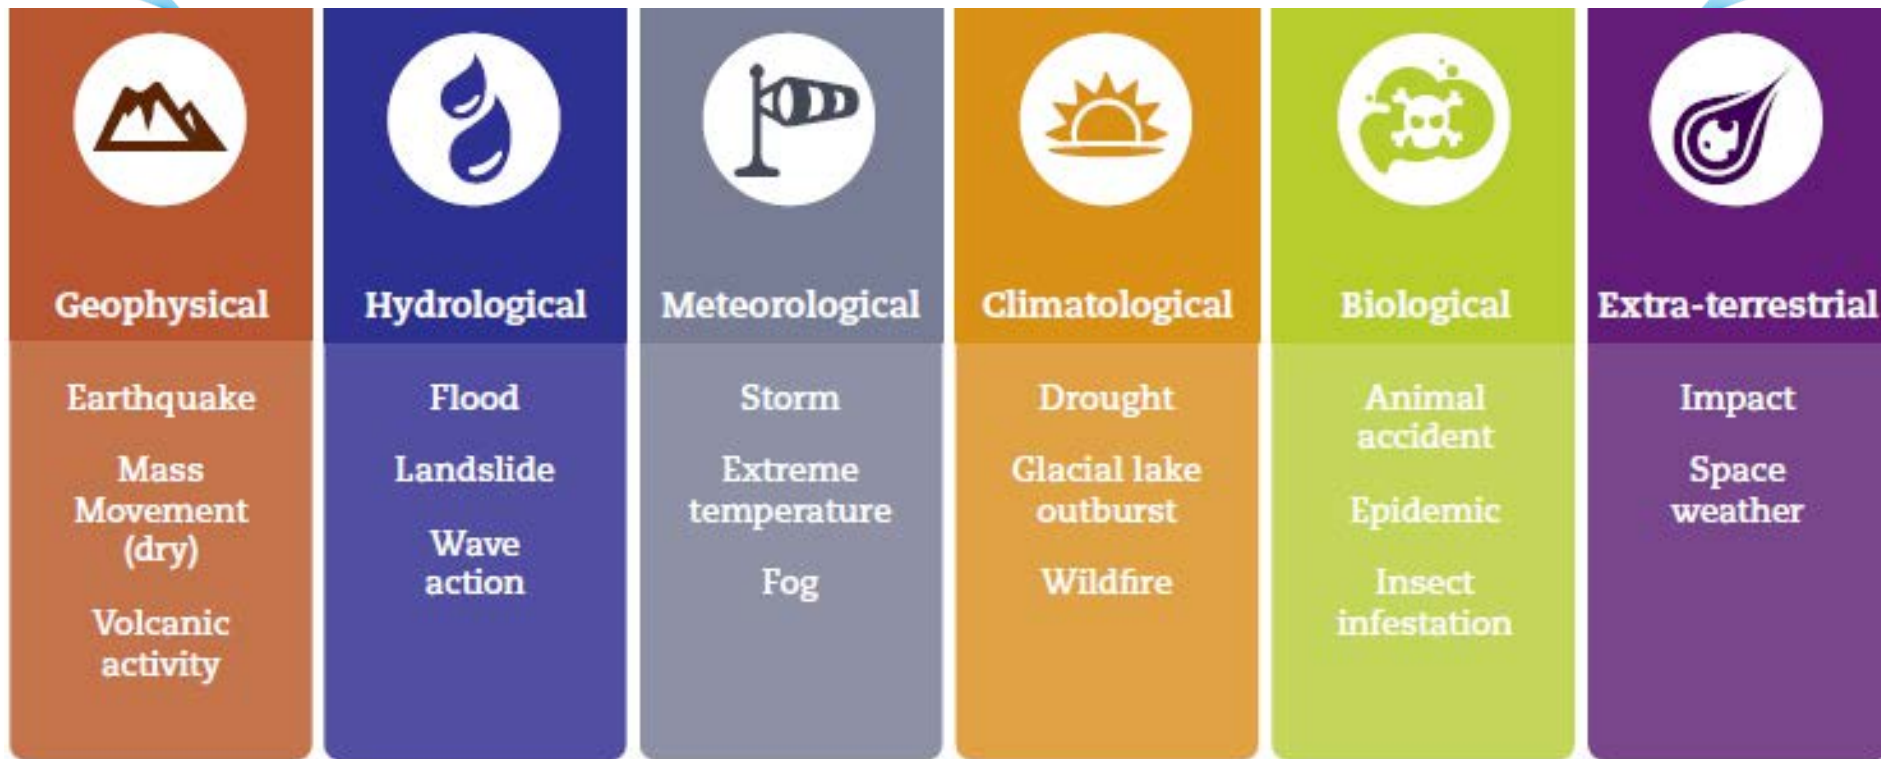 Geophysical
Earthquake
Mass
Movement
(dry)
Volcanic
activity
Hydrological
Flood
Landslide
Wave
action
Meteorological
Storm
Extreme
temperature
Fog
Climatological
Drought
Glacial lake
outburst
Wildfire
Biological
Animal
accident
Epidemic
Insect
infestation
Extra-terrestrial
Impact
Space
weather